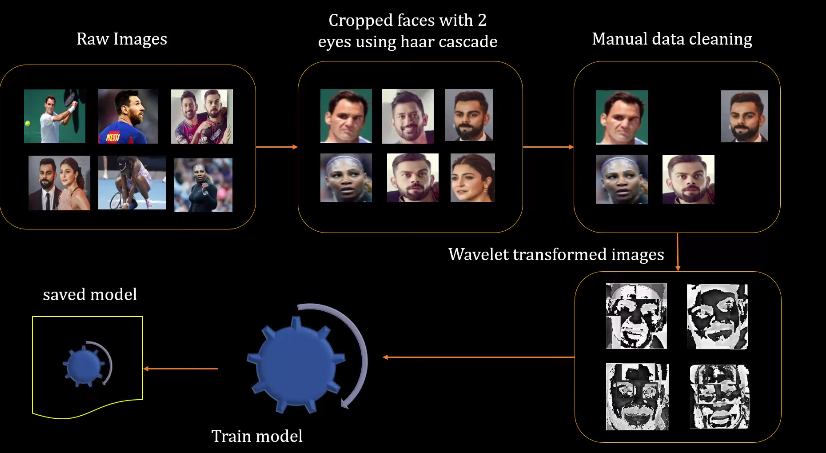 Raw Images
Cropped faces with 2
eyes using haar cascade
Manual data cleaning
MESSI
Wavelet transformed images
saved model
Train model